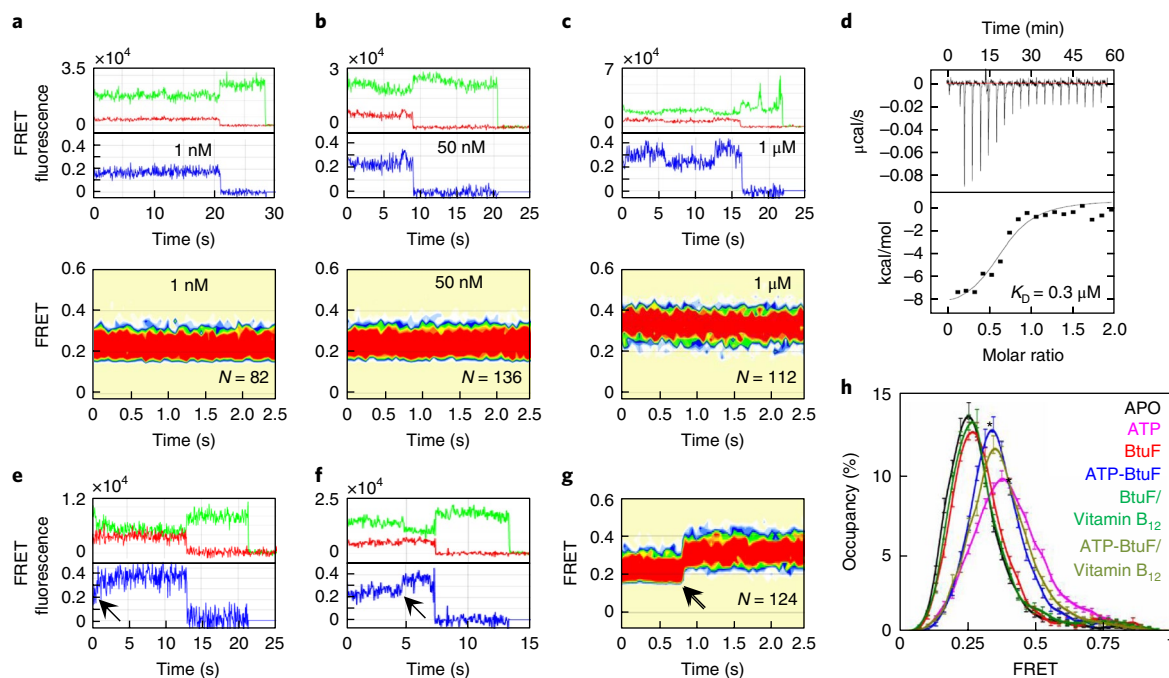 a
×10⁴
3.5
0
FRET
fluorescence
0.4
0.2
0
1 nM
0 10 20 30
Time (s)
0.6
0.4
0.2
0
FRET
1 nM
N = 82
0 0.5 1.0 1.5 2.0 2.5
Time (s)
b
×10⁴
3
0
0.4
0.2
0
50 nM
0 5 10 15 20 25
Time (s)
0.6
0.4
0.2
0
50 nM
N = 136
0 0.5 1.0 1.5 2.0 2.5
Time (s)
c
×10⁴
7
0
0.4
0.2
0
1 μM
0 5 10 15 20 25
Time (s)
0.6
0.4
0.2
0
1 μM
N = 112
0 0.5 1.0 1.5 2.0 2.5
Time (s)
d
Time (min)
0 15 30 45 60
0
−0.02
−0.04
−0.06
−0.08
μcal/s
0
−2
−4
−6
−8
kcal/mol
K_D = 0.3 μM
0 0.5 1.0 1.5 2.0
Molar ratio
e
×10⁴
1.2
0
FRET
fluorescence
0.4
0.3
0.2
0.1
0
0 5 10 15 20 25
Time (s)
f
×10⁴
2.5
0
0.4
0.2
0
0 5 10 15
Time (s)
g
0.6
0.4
0.2
0
FRET
N = 124
0 0.5 1.0 1.5 2.0 2.5
Time (s)
h
15
10
5
0
Occupancy (%)
*
*
APO
ATP
BtuF
ATP-BtuF
BtuF/
Vitamin B₁₂
ATP-BtuF/
Vitamin B₁₂
0 0.25 0.5 0.75 1
FRET